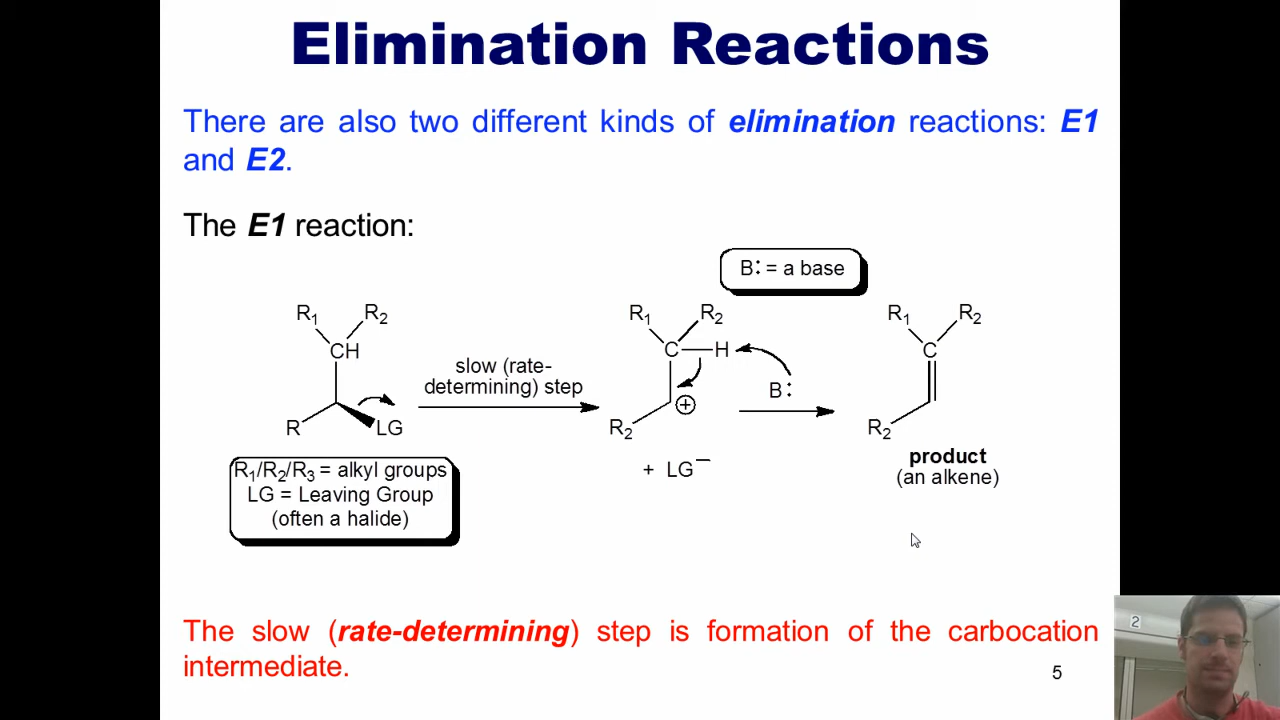 Elimination Reactions
There are also two different kinds of elimination reactions: E1
and E2.
The E1 reaction:
B: = a base
R₁ R₂
CH
R LG
slow (rate-
determining) step
R₁ R₂
C H
B:
+
R₂
+ LG⁻
R₁ R₂
C
R₂
product
(an alkene)
R₁/R₂/R₃ = alkyl groups
LG = Leaving Group
(often a halide)
The slow (rate-determining) step is formation of the carbocation
intermediate.
5
2